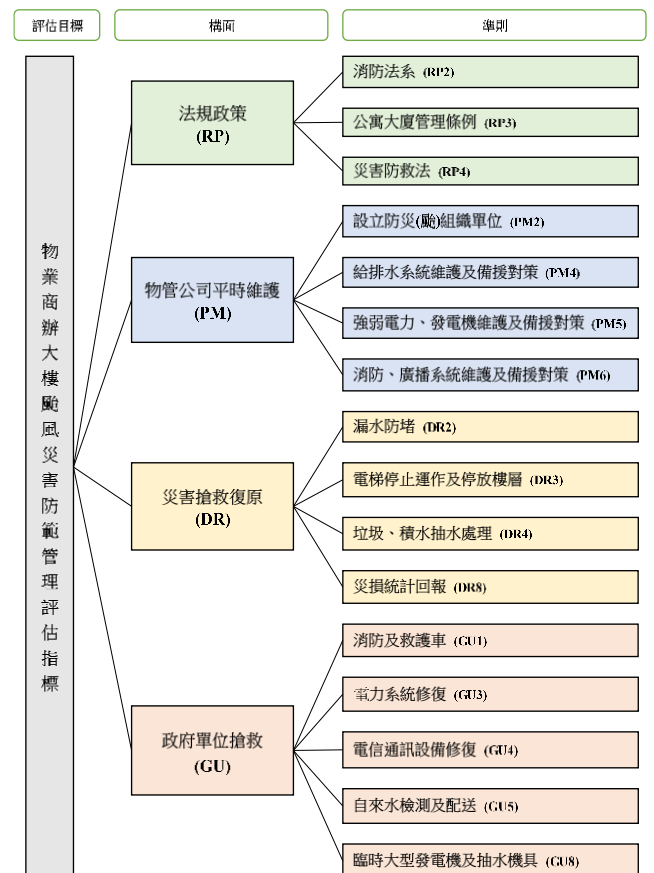 評估目標
構面
準則
物業商辦大樓颱風災害防範管理評估指標
法規政策
(RP)
消防法系 (RP2)
公寓大廈管理條例 (RP3)
災害防救法 (RP4)
物管公司平時維護
(PM)
設立防災(颱)組織單位 (PM2)
給排水系統維護及備援對策 (PM4)
強弱電力、發電機維護及備援對策 (PM5)
消防、廣播系統維護及備援對策 (PM6)
災害搶救復原
(DR)
漏水防堵 (DR2)
電梯停止運作及停放樓層 (DR3)
垃圾、積水抽水處理 (DR4)
災損統計回報 (DR8)
政府單位搶救
(GU)
消防及救護車 (GU1)
電力系統修復 (GU3)
電信通訊設備修復 (GU4)
自來水檢測及配送 (GU5)
臨時大型發電機及抽水機具 (GU8)